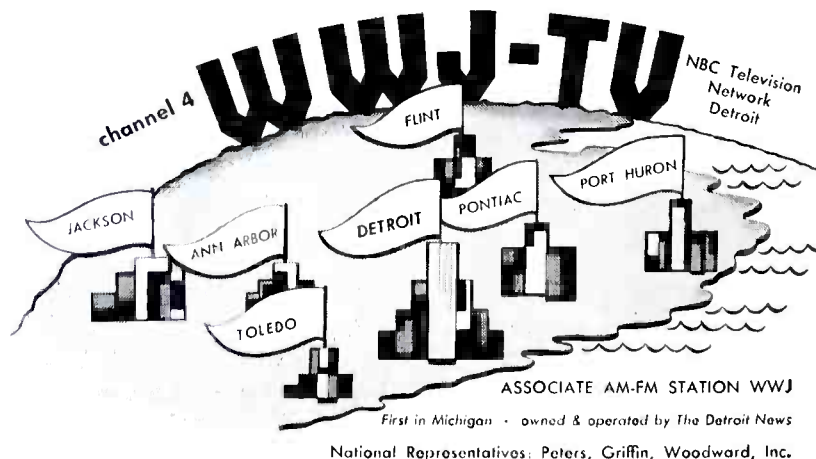 channel 4
WWJ-TV
NBC Television
Network
Detroit
FLINT
JACKSON
ANN ARBOR
DETROIT
PONTIAC
PORT HURON
TOLEDO
ASSOCIATE AM-FM STATION WWJ
First in Michigan • owned & operated by The Detroit News
National Representatives: Peters, Griffin, Woodward, Inc.